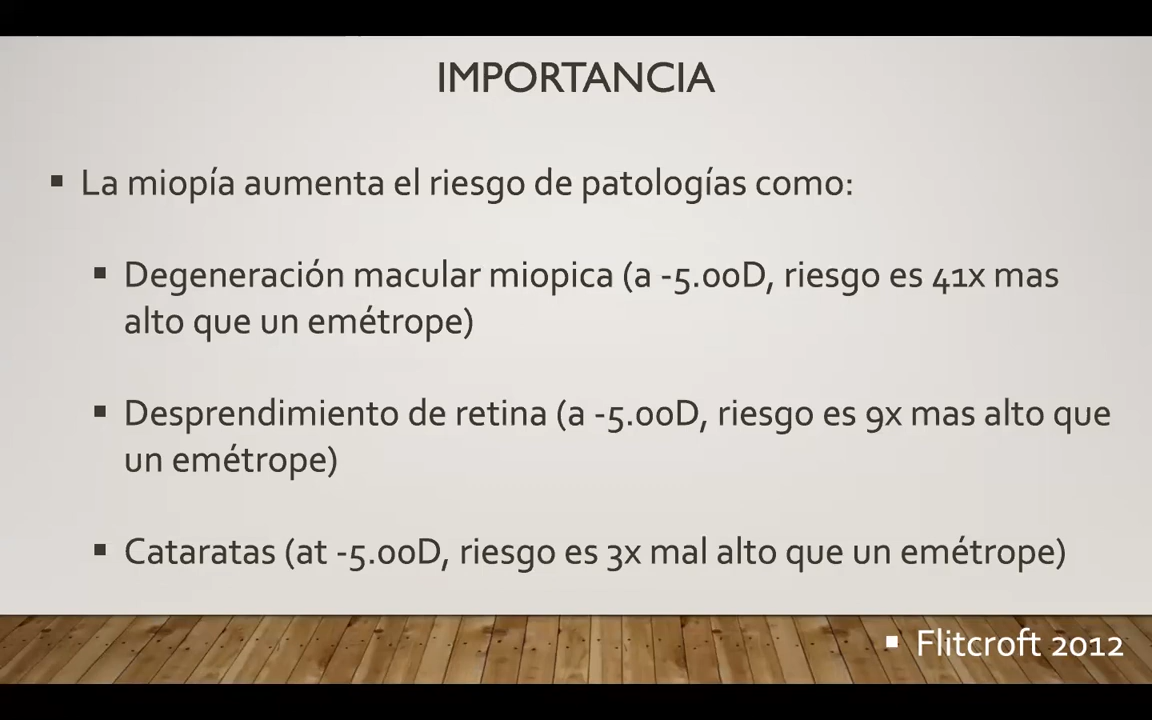 IMPORTANCIA
▪ La miopía aumenta el riesgo de patologías como:
▪ Degeneración macular miopica (a -5.00D, riesgo es 41x mas
alto que un emétrope)
▪ Desprendimiento de retina (a -5.00D, riesgo es 9x mas alto que
un emétrope)
▪ Cataratas (at -5.00D, riesgo es 3x mal alto que un emétrope)
▪ Flitcroft 2012